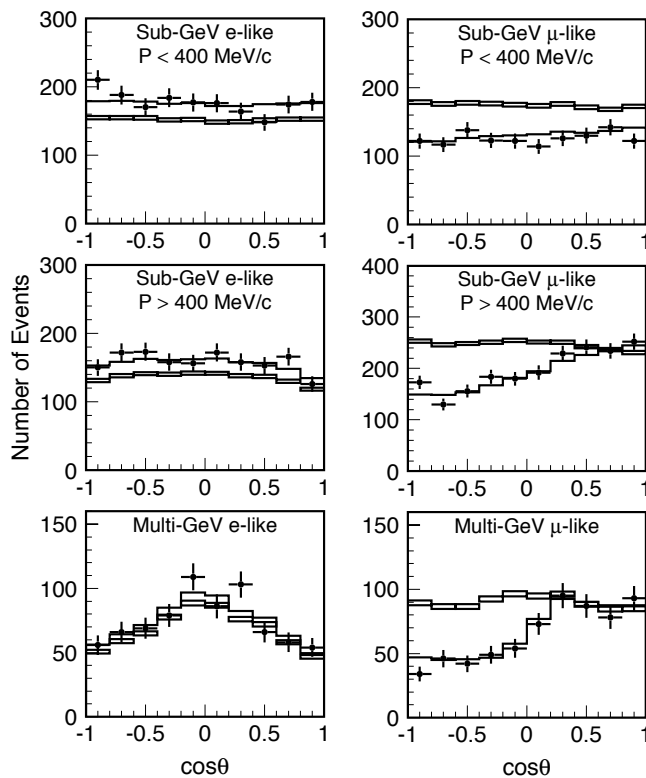 Number of Events
Sub-GeV e-like
P < 400 MeV/c
300
200
100
0
-1 -0.5 0 0.5 1
Sub-GeV μ-like
P < 400 MeV/c
300
200
100
0
-1 -0.5 0 0.5 1
Sub-GeV e-like
P > 400 MeV/c
300
200
100
0
-1 -0.5 0 0.5 1
Sub-GeV μ-like
P > 400 MeV/c
400
300
200
100
0
-1 -0.5 0 0.5 1
Multi-GeV e-like
150
100
50
0
-1 -0.5 0 0.5 1
cosθ
Multi-GeV μ-like
150
100
50
0
-1 -0.5 0 0.5 1
cosθ